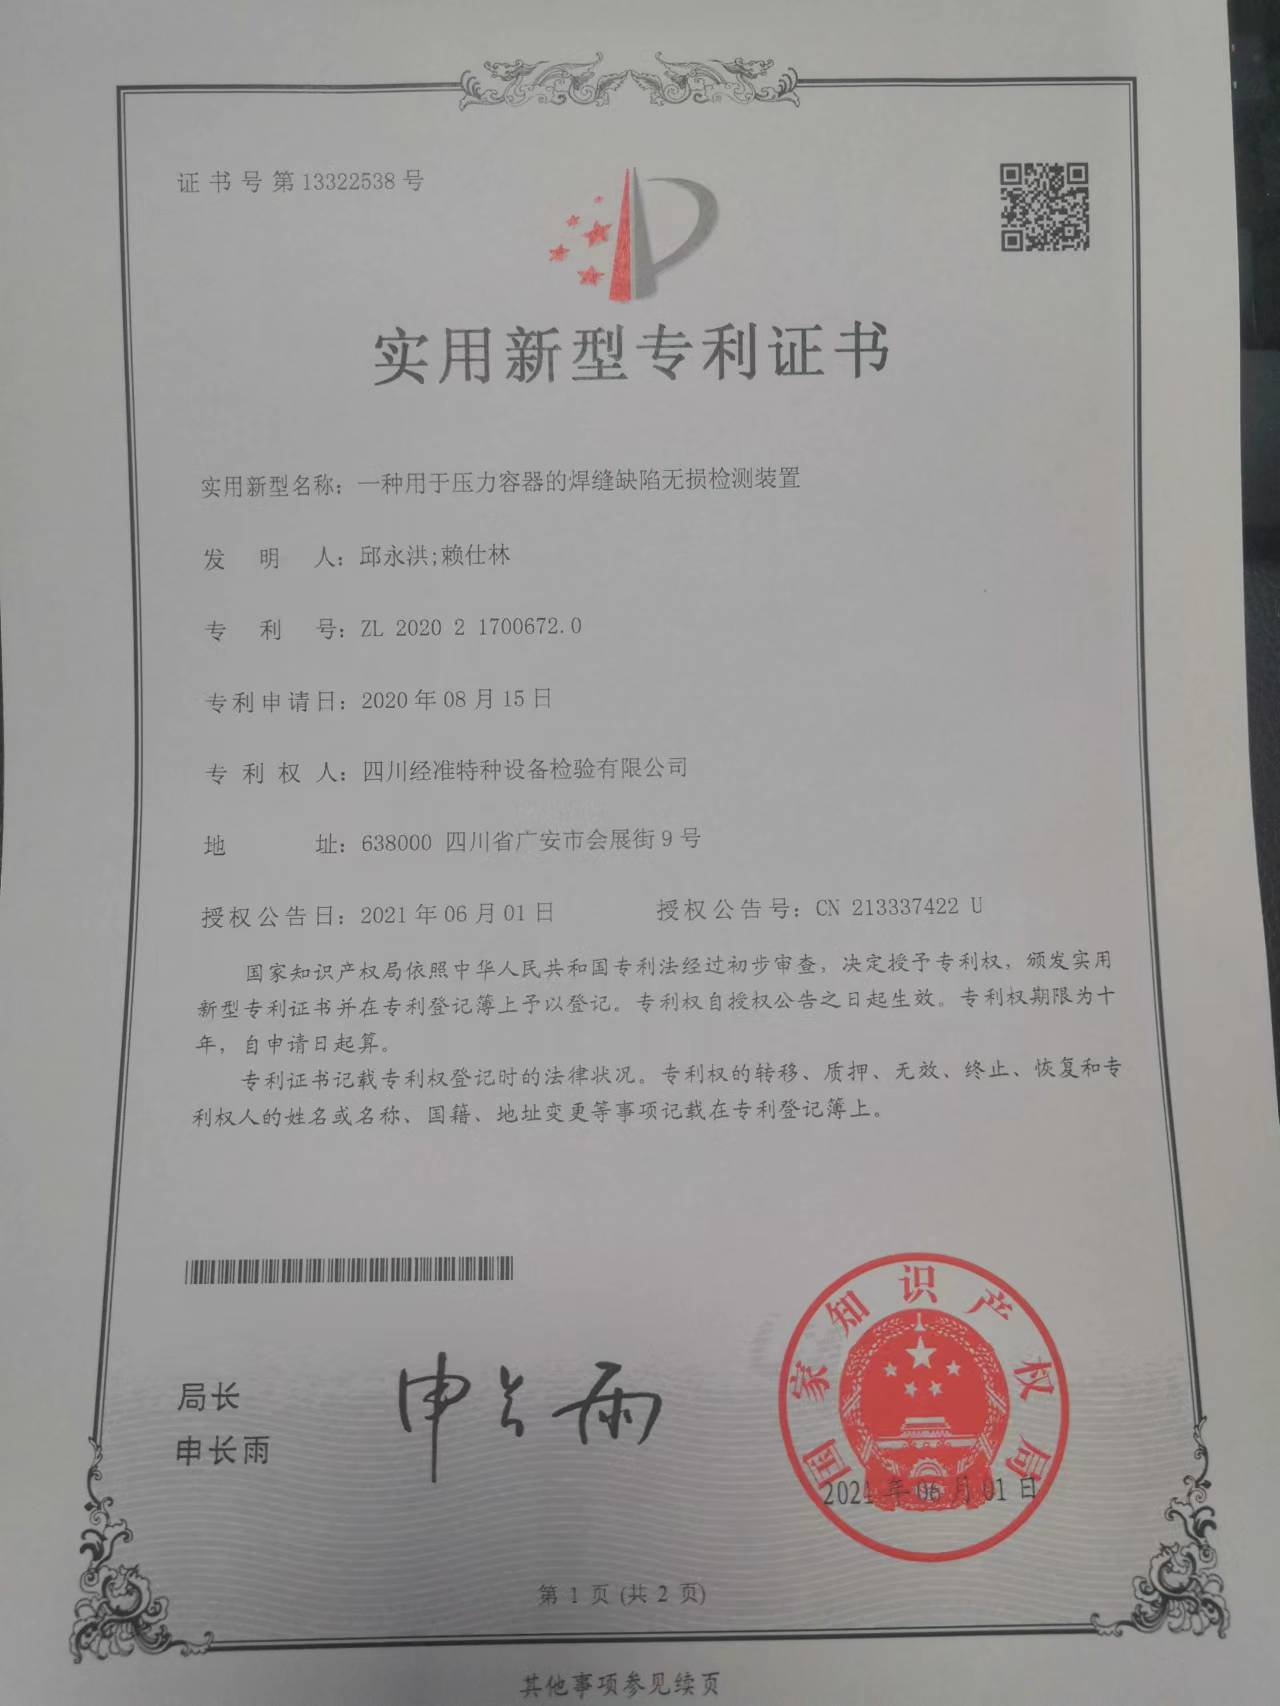 证书号第13322538号
实用新型专利证书
实用新型名称：一种用于压力容器的焊缝缺陷无损检测装置
发明人：邱永洪;赖仕林
专利号：ZL 2020 2 1700672.0
专利申请日：2020年08月15日
专利权人：四川经准特种设备检验有限公司
地址：638000 四川省广安市会展街9号
授权公告日：2021年06月01日 授权公告号：CN 213337422 U
国家知识产权局依照中华人民共和国专利法经过初步审查，决定授予专利权，颁发实用
新型专利证书并在专利登记簿上予以登记。专利权自授权公告之日起生效。专利权期限为十
年，自申请日起算。
专利证书记载专利权登记时的法律状况。专利权的转移、质押、无效、终止、恢复和专
利权人的姓名或名称、国籍、地址变更等事项记载在专利登记簿上。
局长
申长雨
申长雨
国家知识产权局
2021年06月01日
第 1 页 (共 2 页)
其他事项参见续页